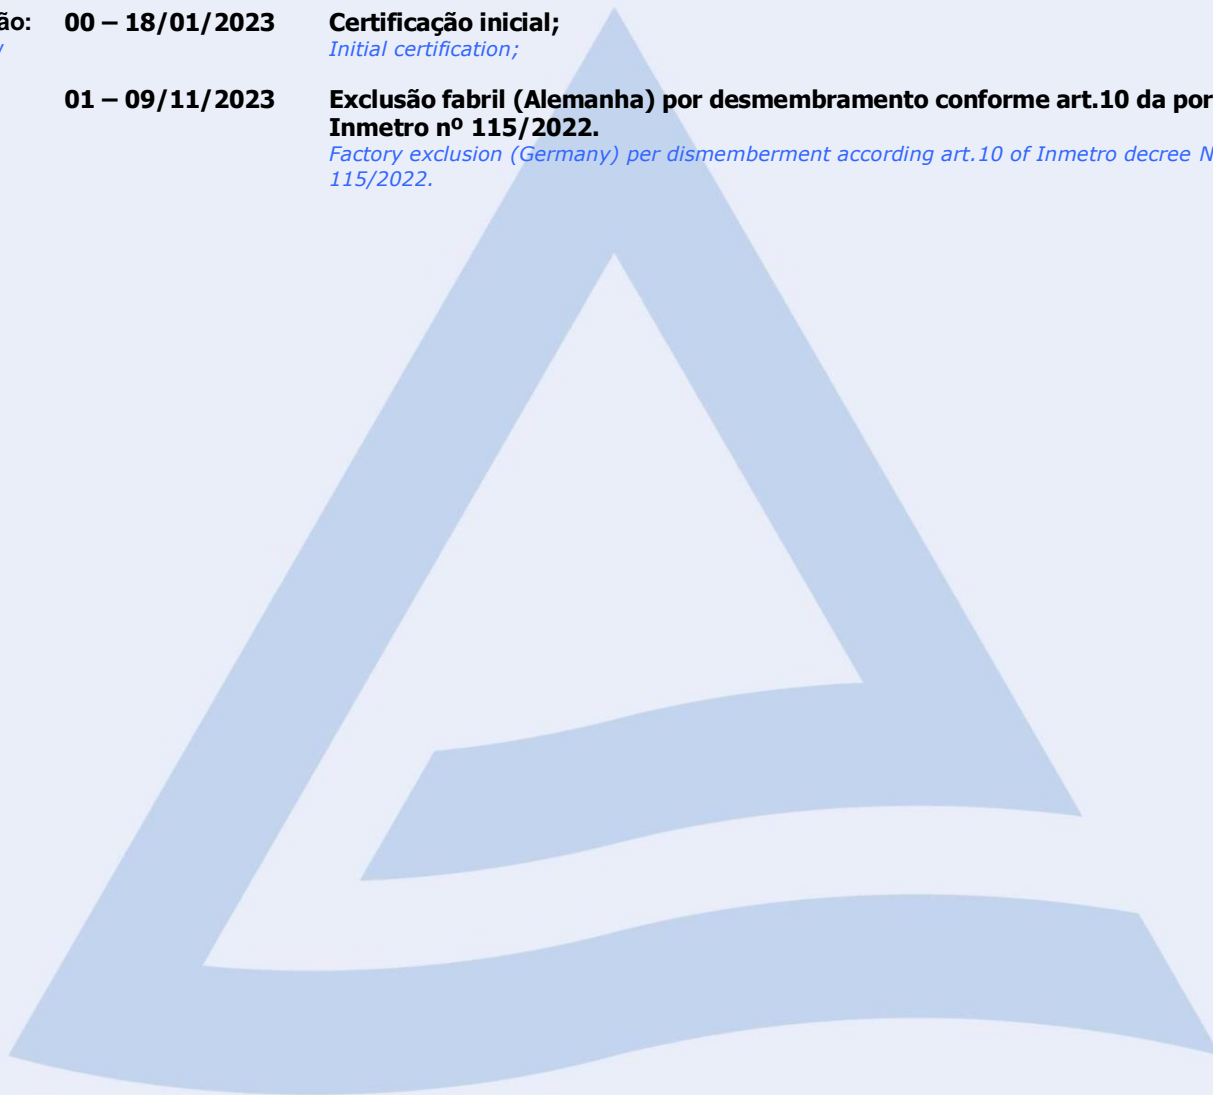 ão: 00 – 18/01/2023 Certificação inicial;
Initial certification;
01 – 09/11/2023 Exclusão fabril (Alemanha) por desmembramento conforme art.10 da por
Inmetro nº 115/2022.
Factory exclusion (Germany) per dismemberment according art.10 of Inmetro decree N
115/2022.